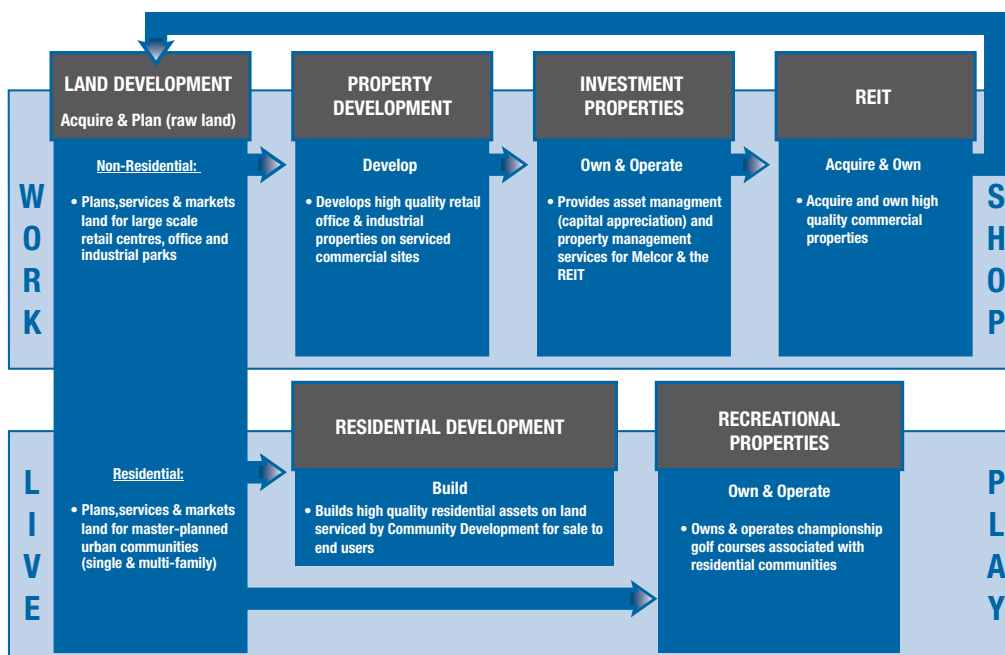 LAND DEVELOPMENT
Acquire & Plan (raw land)
Non-Residential:
• Plans,services & markets
land for large scale
retail centres, office and
industrial parks
PROPERTY
DEVELOPMENT
Develop
• Develops high quality retail,
office & industrial
properties on serviced
commercial sites
INVESTMENT
PROPERTIES
Own & Operate
• Provides asset managment
(capital appreciation) and
property management
services for Melcor & the
REIT
REIT
Acquire & Own
• Acquire and own high
quality commercial
properties
WORK
SHOP
Residential:
• Plans,services & markets
land for master-planned
urban communities
(single & multi-family)
RESIDENTIAL DEVELOPMENT
Build
• Builds high quality residential assets on land
serviced by Community Development for sale to
end users
RECREATIONAL
PROPERTIES
Own & Operate
• Owns & operates championship
golf courses associated with
residential communities
LIVE
PLAY